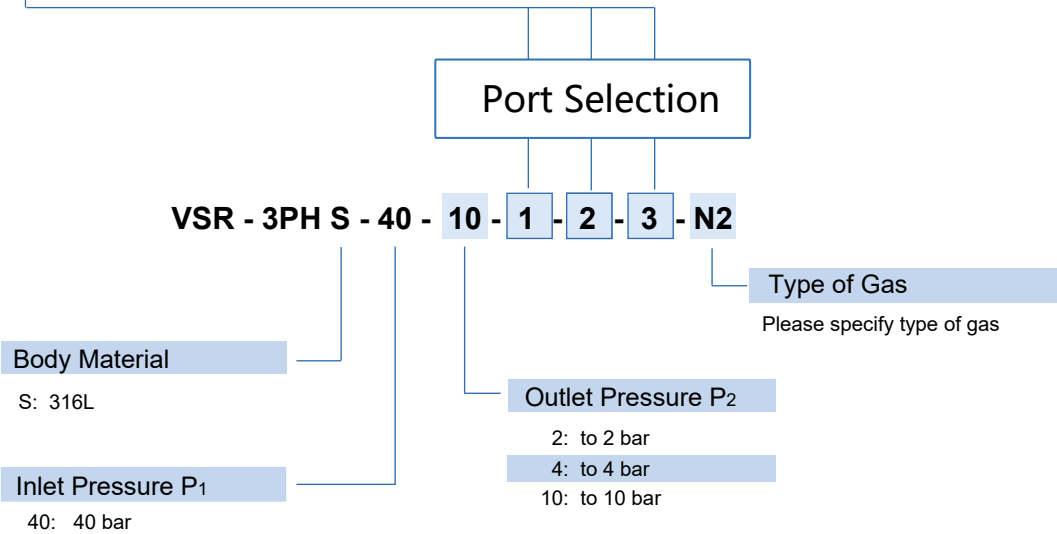 Port Selection
VSR - 3PH S - 40 - 10 - 1 - 2 - 3 - N2
Type of Gas
Please specify type of gas
Body Material
S: 316L
Outlet Pressure P2
2: to 2 bar
4: to 4 bar
10: to 10 bar
Inlet Pressure P1
40: 40 bar